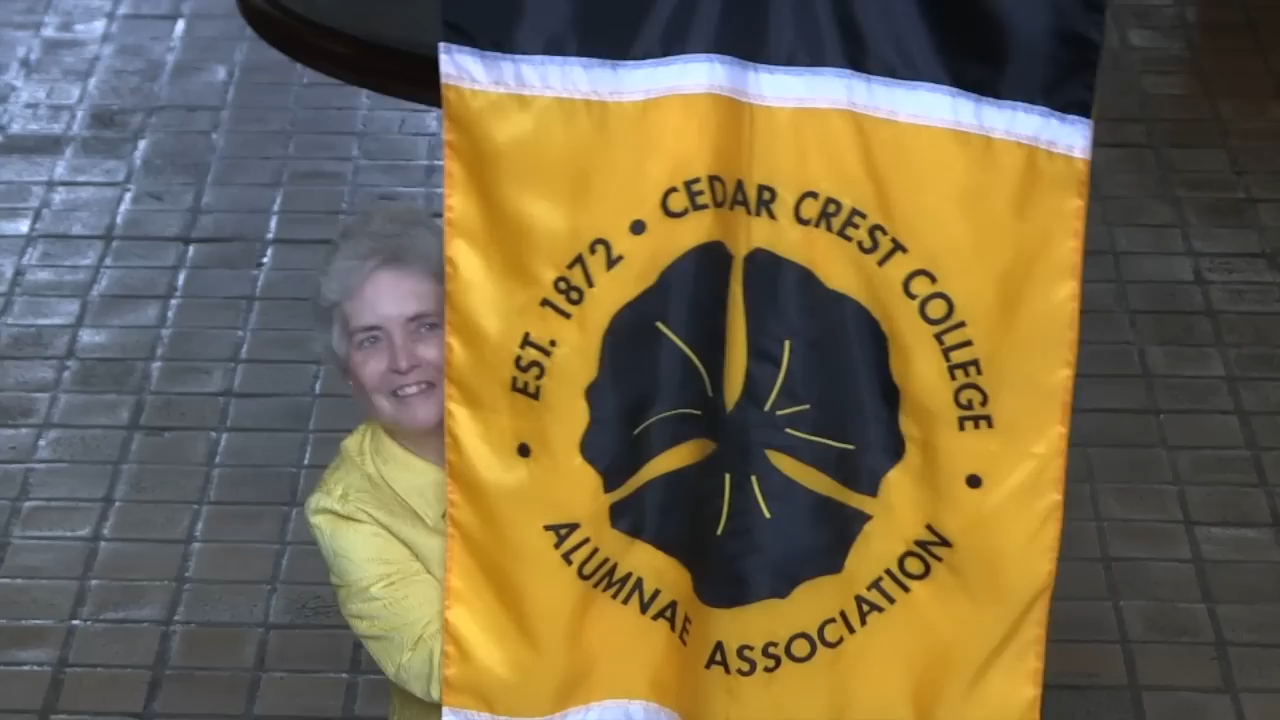 • EST. 1872 • CEDAR CREST COLLEGE •
ALUMNAE ASSOCIATION